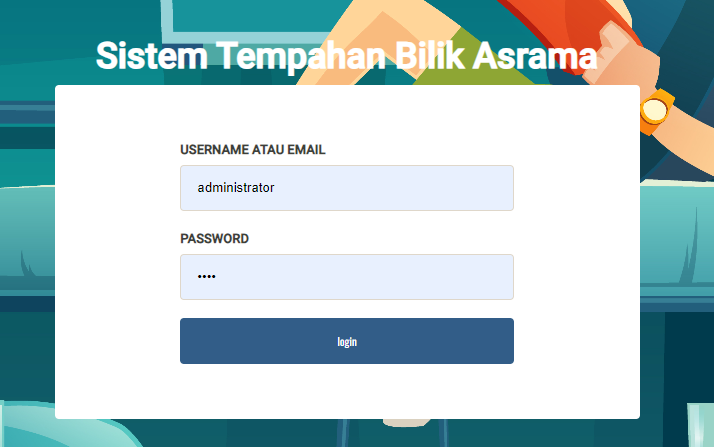 Sistem Tempahan Bilik Asrama
USERNAME ATAU EMAIL
administrator
PASSWORD
••••
login